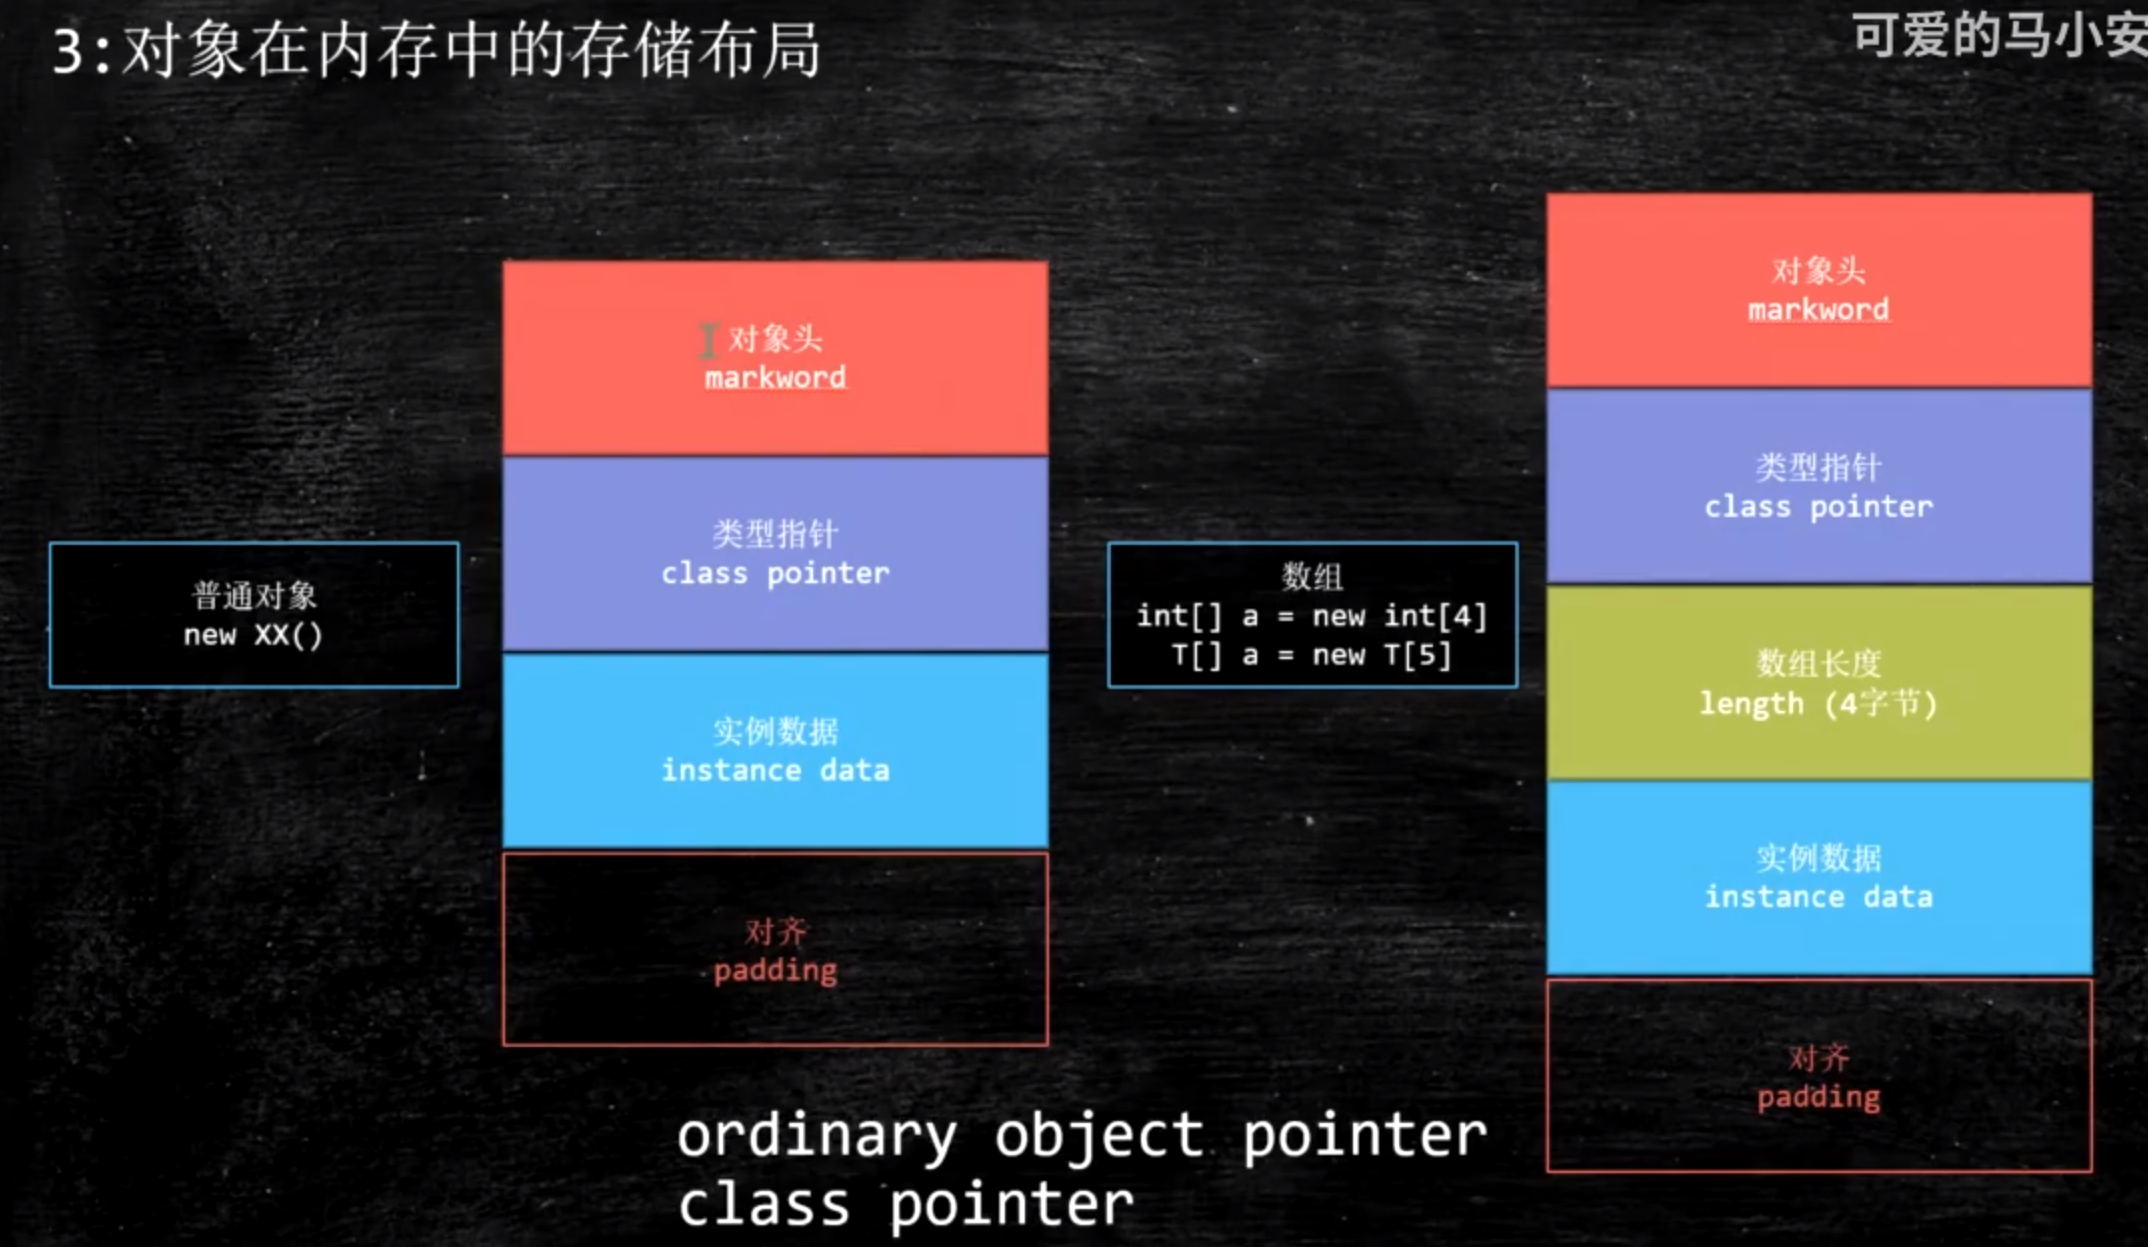 3:对象在内存中的存储布局
可爱的马小安
普通对象
new XX()
对象头
markword
类型指针
class pointer
实例数据
instance data
对齐
padding
数组
int[] a = new int[4]
T[] a = new T[5]
对象头
markword
类型指针
class pointer
数组长度
length (4字节)
实例数据
instance data
对齐
padding
ordinary object pointer
class pointer